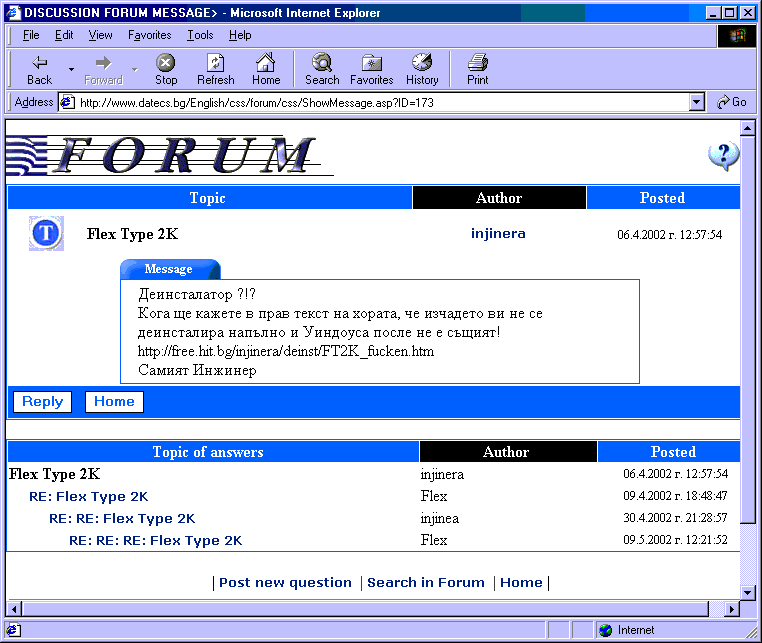 DISCUSSION FORUM MESSAGE> - Microsoft Internet Explorer
File Edit View Favorites Tools Help
Back Forward Stop Refresh Home Search Favorites History Print
Address http://www.datecs.bg/English/css/forum/css/ShowMessage.asp?ID=173 Go
FORUM ?
Topic Author Posted
T Flex Type 2K injinera 06.4.2002 г. 12:57:54
Message
Деинсталатор ?!?
Кога ще кажете в прав текст на хората, че изчадето ви не се
деинсталира напълно и Уиндоуса после не е същият!
http://free.hit.bg/injinera/deinst/FT2K_fucken.htm
Самият Инжинер
Reply Home
Topic of answers Author Posted
Flex Type 2K injinera 06.4.2002 г. 12:57:54
RE: Flex Type 2K Flex 09.4.2002 г. 18:48:47
RE: RE: Flex Type 2K injinea 30.4.2002 г. 21:28:57
RE: RE: RE: Flex Type 2K Flex 09.5.2002 г. 12:21:52
| Post new question | Search in Forum | Home |
Internet